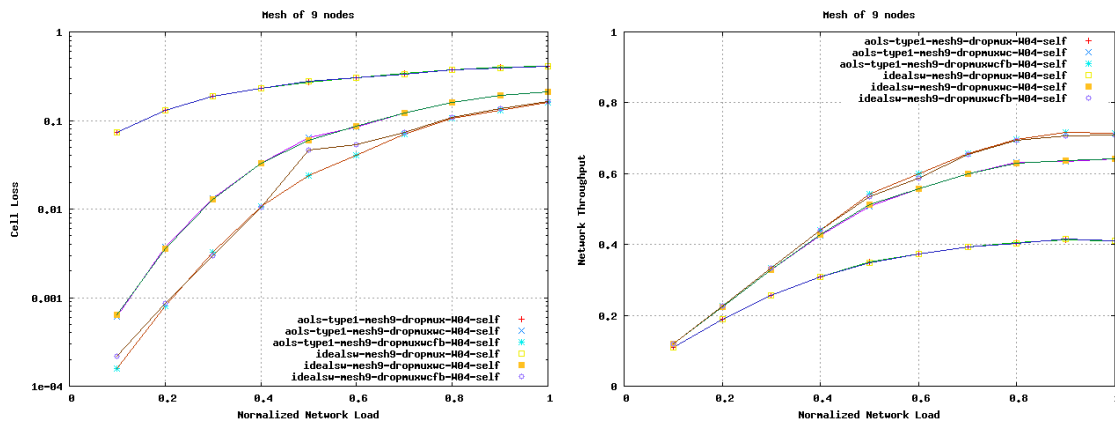 Mesh of 9 nodes
1
0.1
0.01
0.001
1e-04
Cell Loss
aols-type1-mesh9-dropmux-W04-self
aols-type1-mesh9-dropmuxwc-W04-self
aols-type1-mesh9-dropmuxwcfb-W04-self
idealsw-mesh9-dropmux-W04-self
idealsw-mesh9-dropmuxwc-W04-self
idealsw-mesh9-dropmuxwcfb-W04-self
0 0.2 0.4 0.6 0.8 1
Normalized Network Load
Mesh of 9 nodes
aols-type1-mesh9-dropmux-W04-self
aols-type1-mesh9-dropmuxwc-W04-self
aols-type1-mesh9-dropmuxwcfb-W04-self
idealsw-mesh9-dropmux-W04-self
idealsw-mesh9-dropmuxwc-W04-self
idealsw-mesh9-dropmuxwcfb-W04-self
1
0.8
0.6
0.4
0.2
0
Network Throughput
0 0.2 0.4 0.6 0.8 1
Normalized Network Load